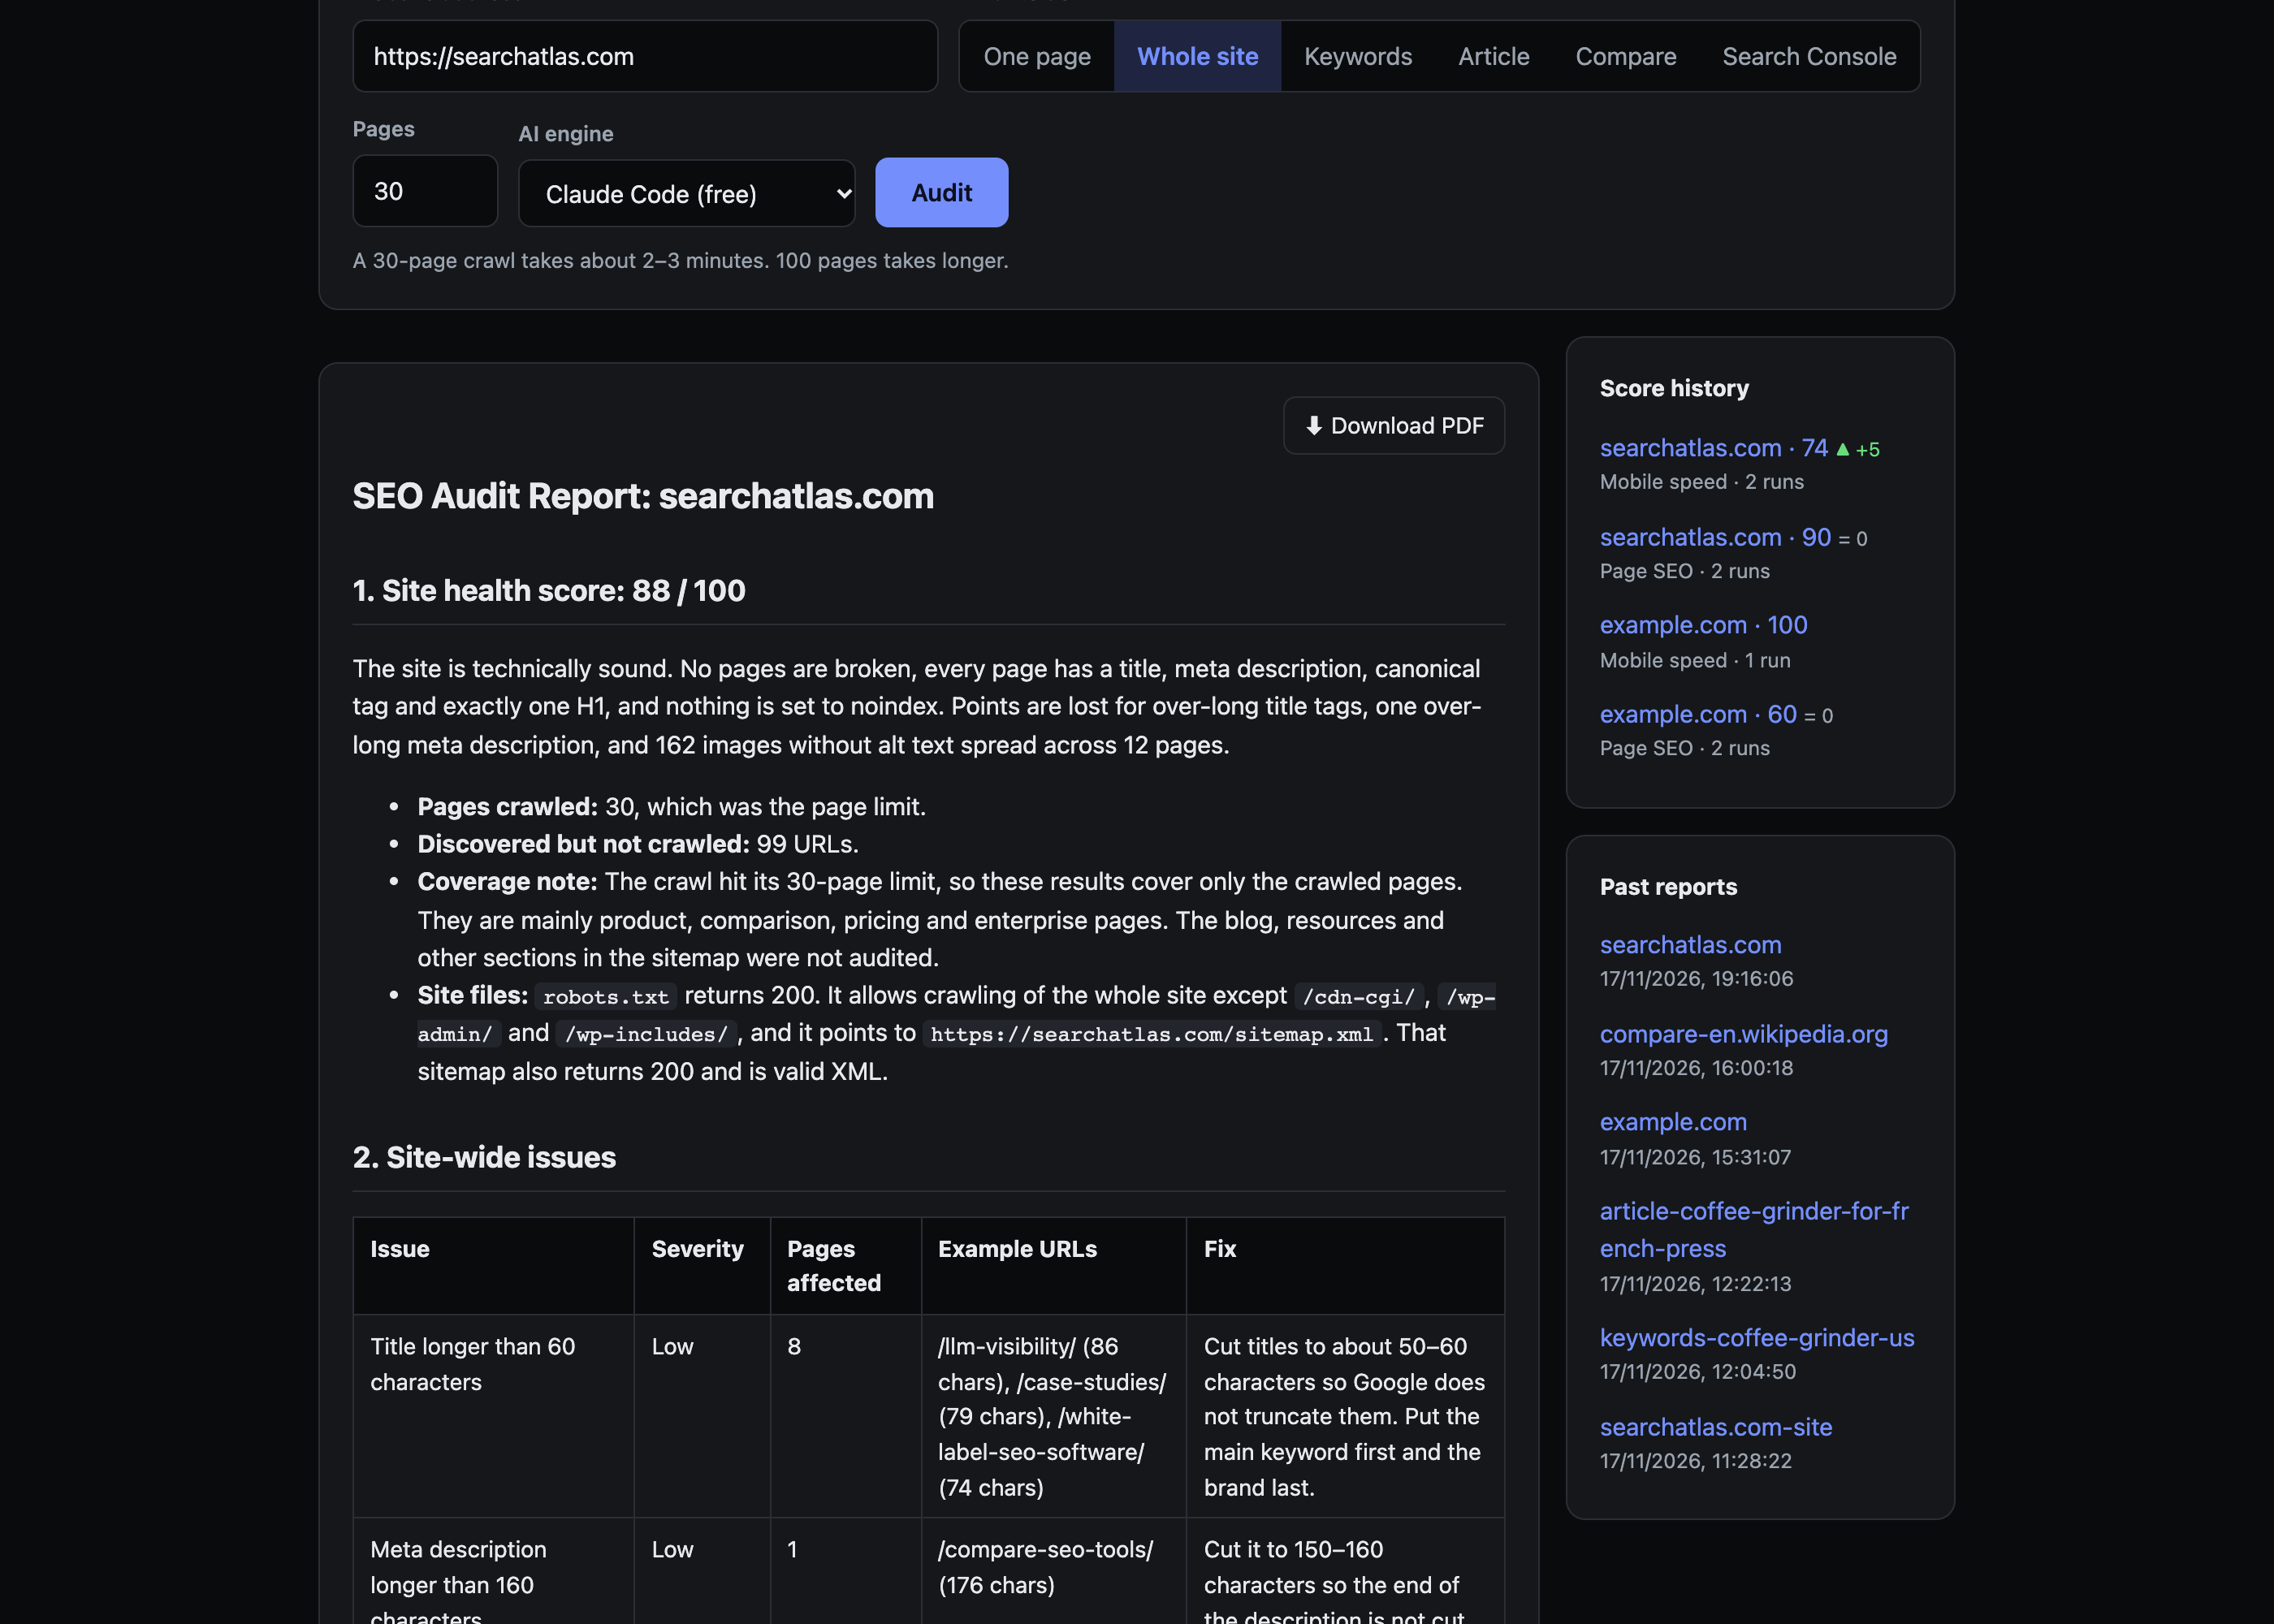 https://searchatlas.com
One page
Whole site
Keywords
Article
Compare
Search Console
Pages
AI engine
30
Claude Code (free)
Audit
A 30-page crawl takes about 2–3 minutes. 100 pages takes longer.
⬇ Download PDF
SEO Audit Report: searchatlas.com
1. Site health score: 88 / 100
The site is technically sound. No pages are broken, every page has a title, meta description, canonical
tag and exactly one H1, and nothing is set to noindex. Points are lost for over-long title tags, one over-
long meta description, and 162 images without alt text spread across 12 pages.
• Pages crawled: 30, which was the page limit.
• Discovered but not crawled: 99 URLs.
• Coverage note: The crawl hit its 30-page limit, so these results cover only the crawled pages.
They are mainly product, comparison, pricing and enterprise pages. The blog, resources and
other sections in the sitemap were not audited.
• Site files: robots.txt returns 200. It allows crawling of the whole site except /cdn-cgi/, /wp-
admin/ and /wp-includes/, and it points to https://searchatlas.com/sitemap.xml. That
sitemap also returns 200 and is valid XML.
2. Site-wide issues
Issue
Severity
Pages
affected
Example URLs
Fix
Title longer than 60
characters
Low
8
/llm-visibility/ (86
chars), /case-studies/
(79 chars), /white-
label-seo-software/
(74 chars)
Cut titles to about 50–60
characters so Google does
not truncate them. Put the
main keyword first and the
brand last.
Meta description
longer than 160
characters
Low
1
/compare-seo-tools/
(176 chars)
Cut it to 150–160
characters so the end of
the description is not cut
Score history
searchatlas.com · 74 ▲ +5
Mobile speed · 2 runs
searchatlas.com · 90 = 0
Page SEO · 2 runs
example.com · 100
Mobile speed · 1 run
example.com · 60 = 0
Page SEO · 2 runs
Past reports
searchatlas.com
17/11/2026, 19:16:06
compare-en.wikipedia.org
17/11/2026, 16:00:18
example.com
17/11/2026, 15:31:07
article-coffee-grinder-for-fr
ench-press
17/11/2026, 12:22:13
keywords-coffee-grinder-us
17/11/2026, 12:04:50
searchatlas.com-site
17/11/2026, 11:28:22